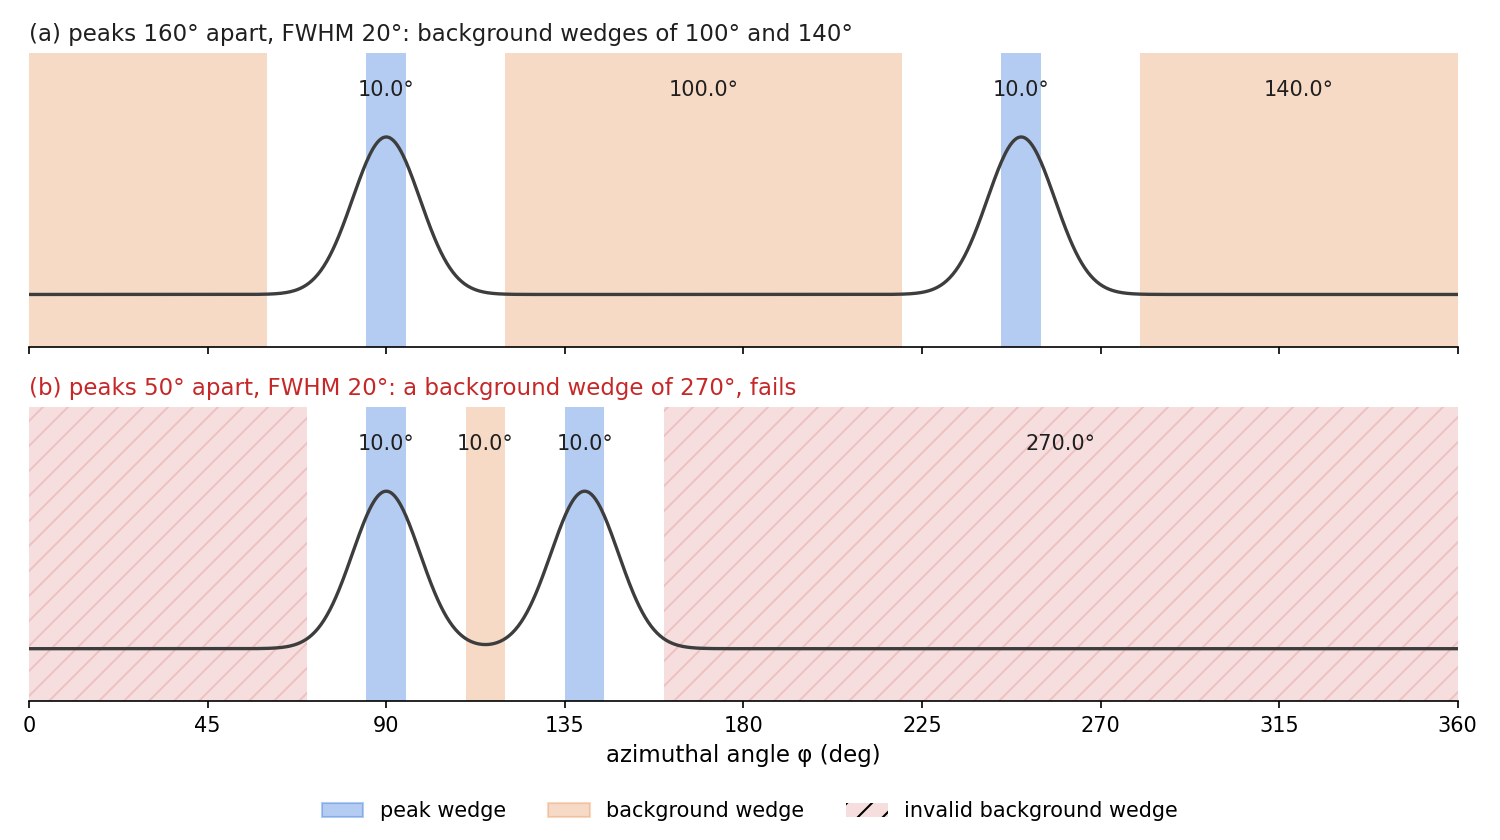 (a) peaks 160° apart, FWHM 20°: background wedges of 100° and 140°
10.0° 100.0° 10.0° 140.0°
(b) peaks 50° apart, FWHM 20°: a background wedge of 270°, fails
10.0° 10.0° 10.0° 270.0°
0 45 90 135 180 225 270 315 360
azimuthal angle φ (deg)
peak wedge background wedge invalid background wedge